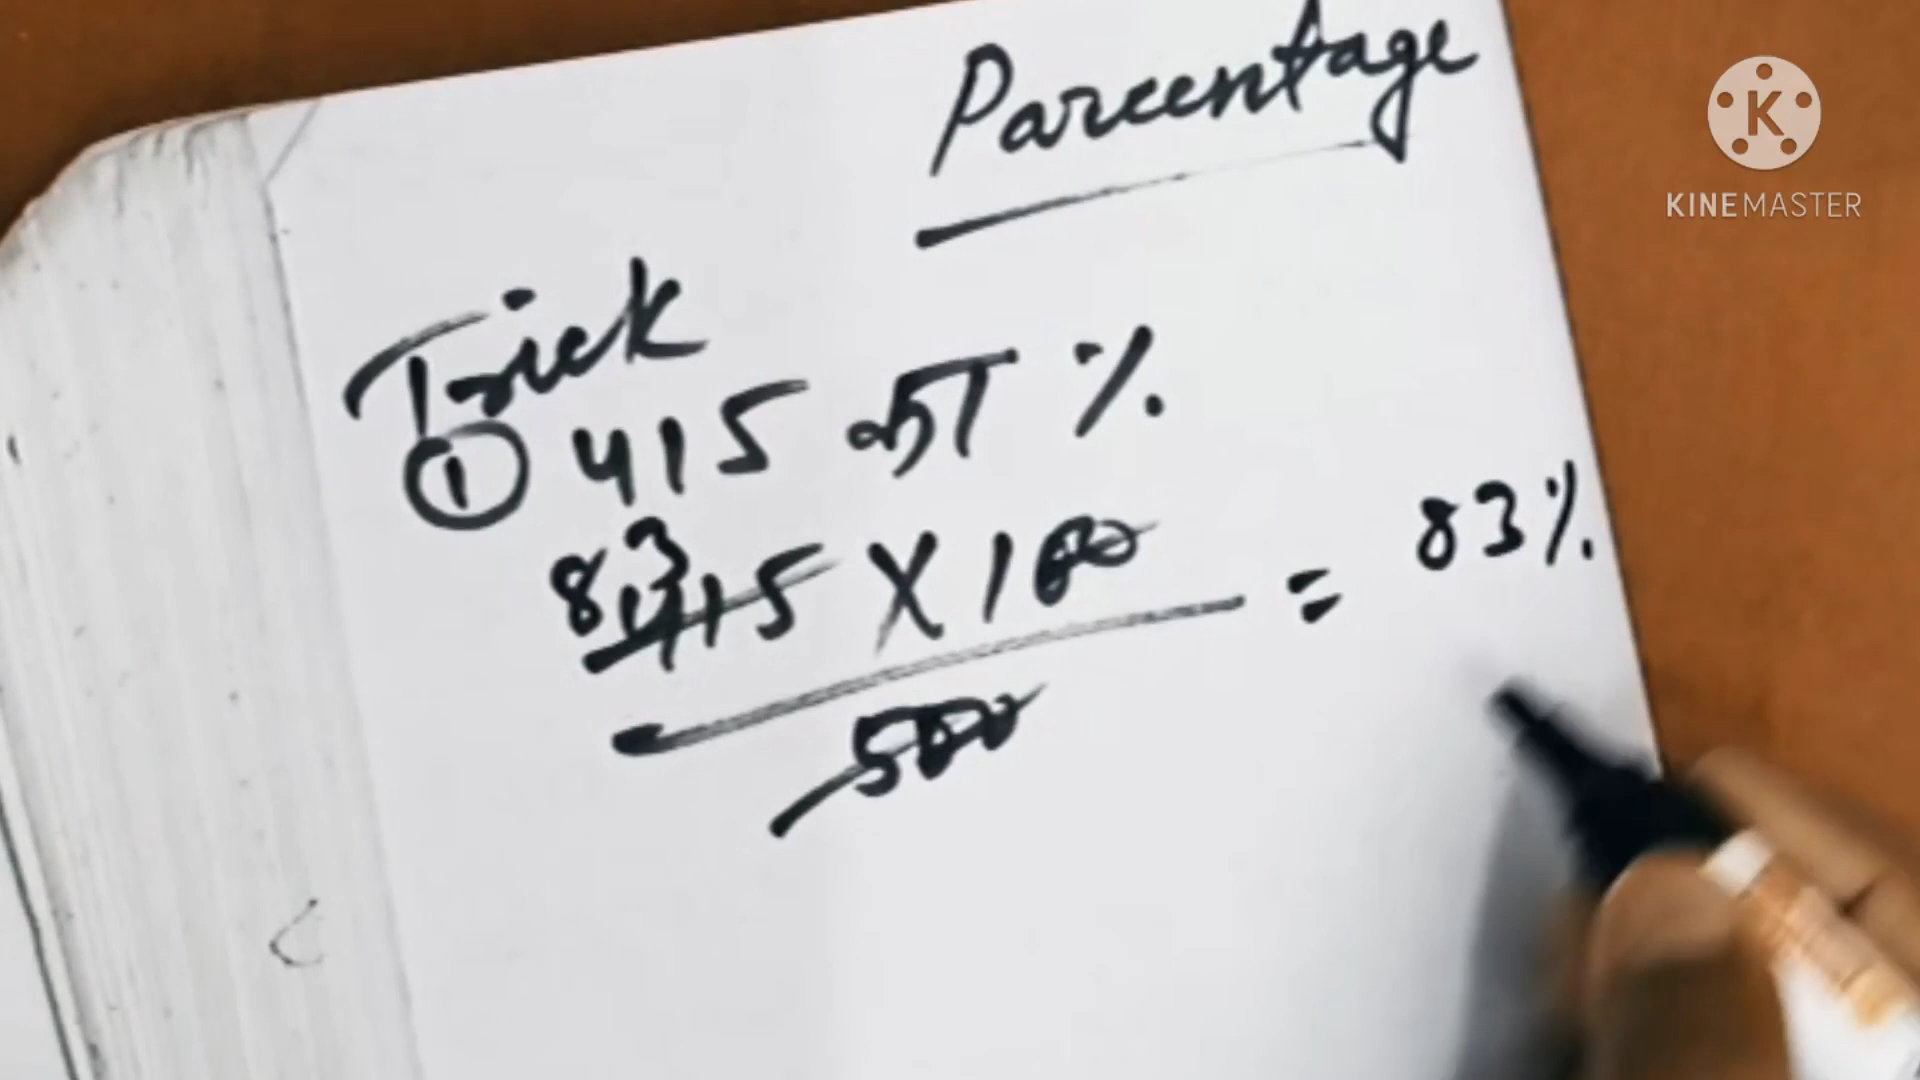 Parcentage
K
KINEMASTER
Trick
① 415 का %
83
415 X 100 = 83%
500